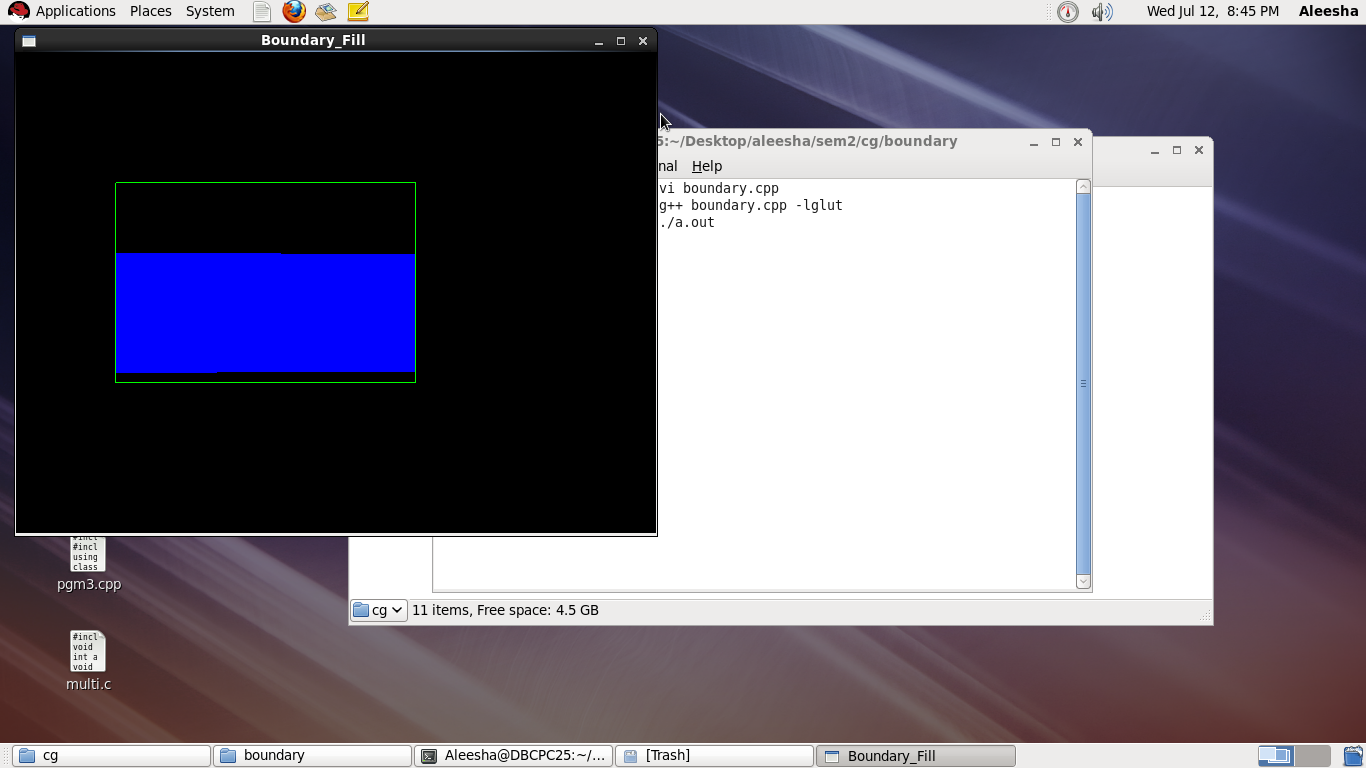 Applications Places System
Wed Jul 12, 8:45 PM Aleesha
Boundary_Fill
5:~/Desktop/aleesha/sem2/cg/boundary
nal Help
vi boundary.cpp
g++ boundary.cpp -lglut
./a.out
#incl
using
class
pgm3.cpp
#incl
void
int a
void
multi.c
cg 11 items, Free space: 4.5 GB
cg
boundary
Aleesha@DBCPC25:~/...
[Trash]
Boundary_Fill